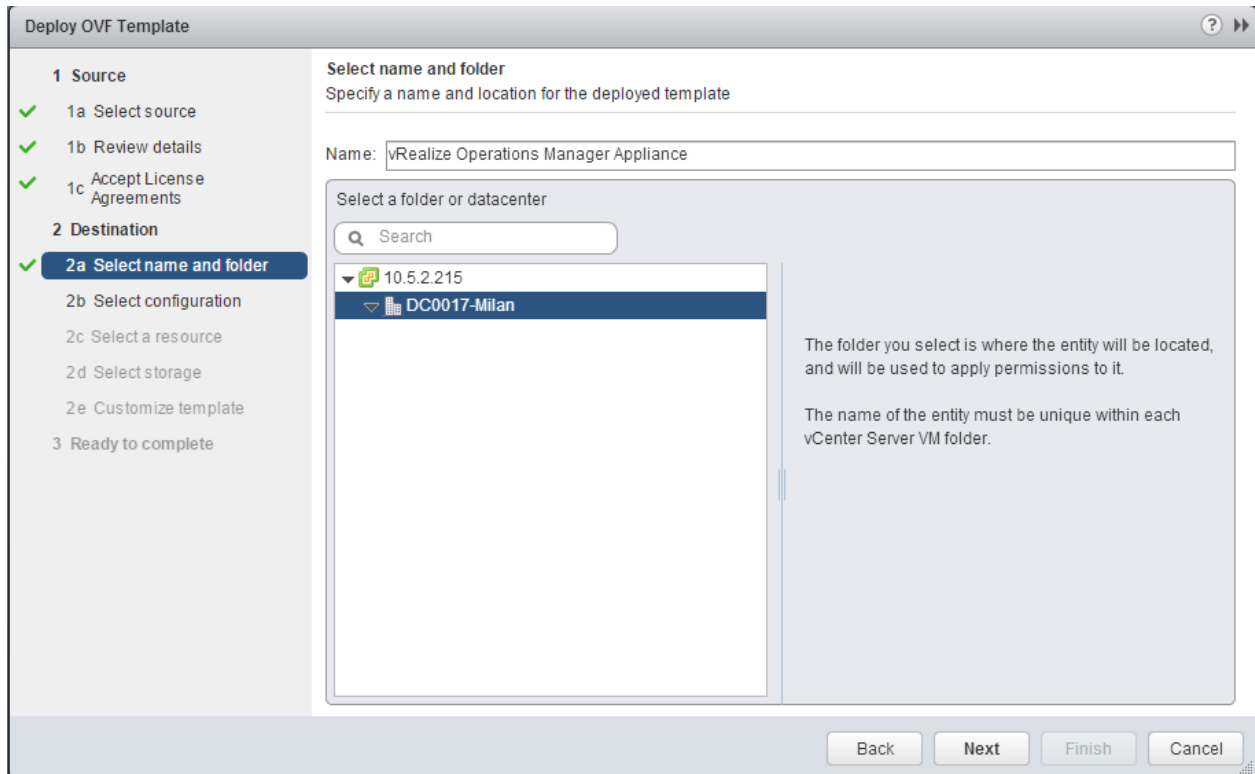 Deploy OVF Template
1 Source
1a Select source
1b Review details
1c Accept License
Agreements
2 Destination
2a Select name and folder
2b Select configuration
2c Select a resource
2d Select storage
2e Customize template
3 Ready to complete
Select name and folder
Specify a name and location for the deployed template
Name: vRealize Operations Manager Appliance
Select a folder or datacenter
Search
10.5.2.215
DC0017-Milan
The folder you select is where the entity will be located,
and will be used to apply permissions to it.
The name of the entity must be unique within each
vCenter Server VM folder.
Back Next Finish Cancel